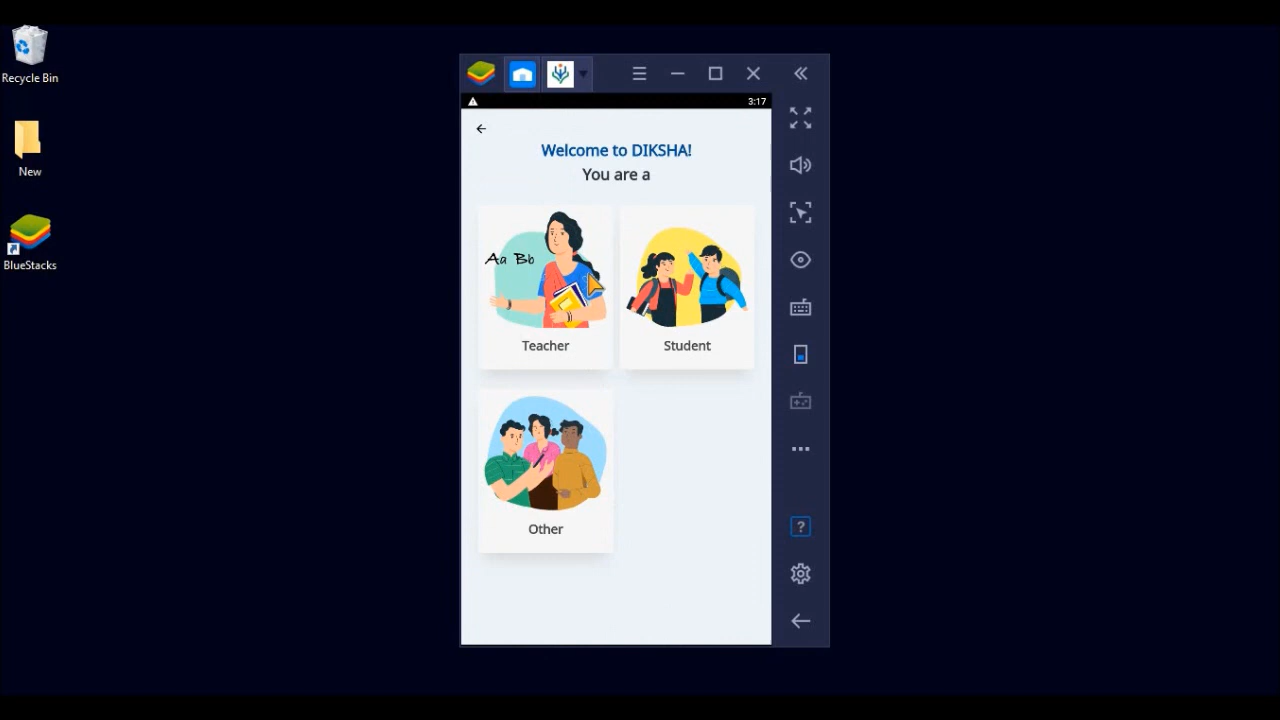 Recycle Bin
New
BlueStacks
3:17
Welcome to DIKSHA!
You are a
Aa Bb
Teacher
Student
Other
?